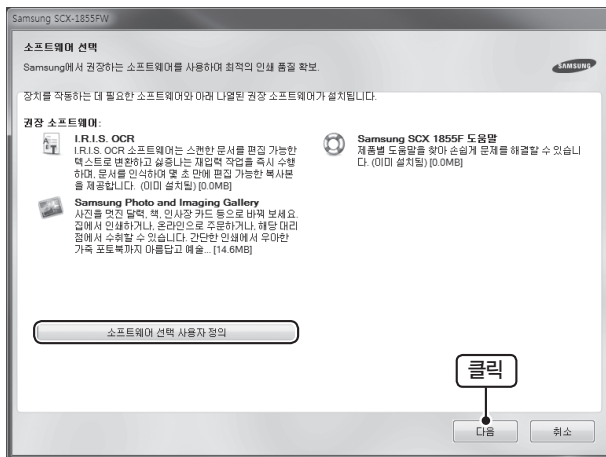 Samsung SCX-1855FW
소프트웨어 선택
Samsung에서 권장하는 소프트웨어를 사용하여 최적의 인쇄 품질 확보.
SAMSUNG
장치를 작동하는 데 필요한 소프트웨어와 아래 나열된 권장 소프트웨어가 설치됩니다.
권장 소프트웨어:
I.R.I.S. OCR
I.R.I.S. OCR 소프트웨어는 스캔한 문서를 편집 가능한
텍스트로 변환하고 싫증나는 재입력 작업을 즉시 수행
하며, 문서를 인식하여 몇 초 만에 편집 가능한 복사본
을 제공합니다. (이미 설치됨) [0.0MB]
Samsung Photo and Imaging Gallery
사진을 멋진 달력, 책, 인사장 카드 등으로 바꿔 보세요.
집에서 인쇄하거나, 온라인으로 주문하거나, 해당 대리
점에서 수취할 수 있습니다. 간단한 인쇄에서 우아한
가죽 포토북까지 아름답고 예술... [14.6MB]
Samsung SCX 1855F 도움말
제품별 도움말을 찾아 손쉽게 문제를 해결할 수 있습니
다. (이미 설치됨) [0.0MB]
소프트웨어 선택 사용자 정의
클릭
다음
취소